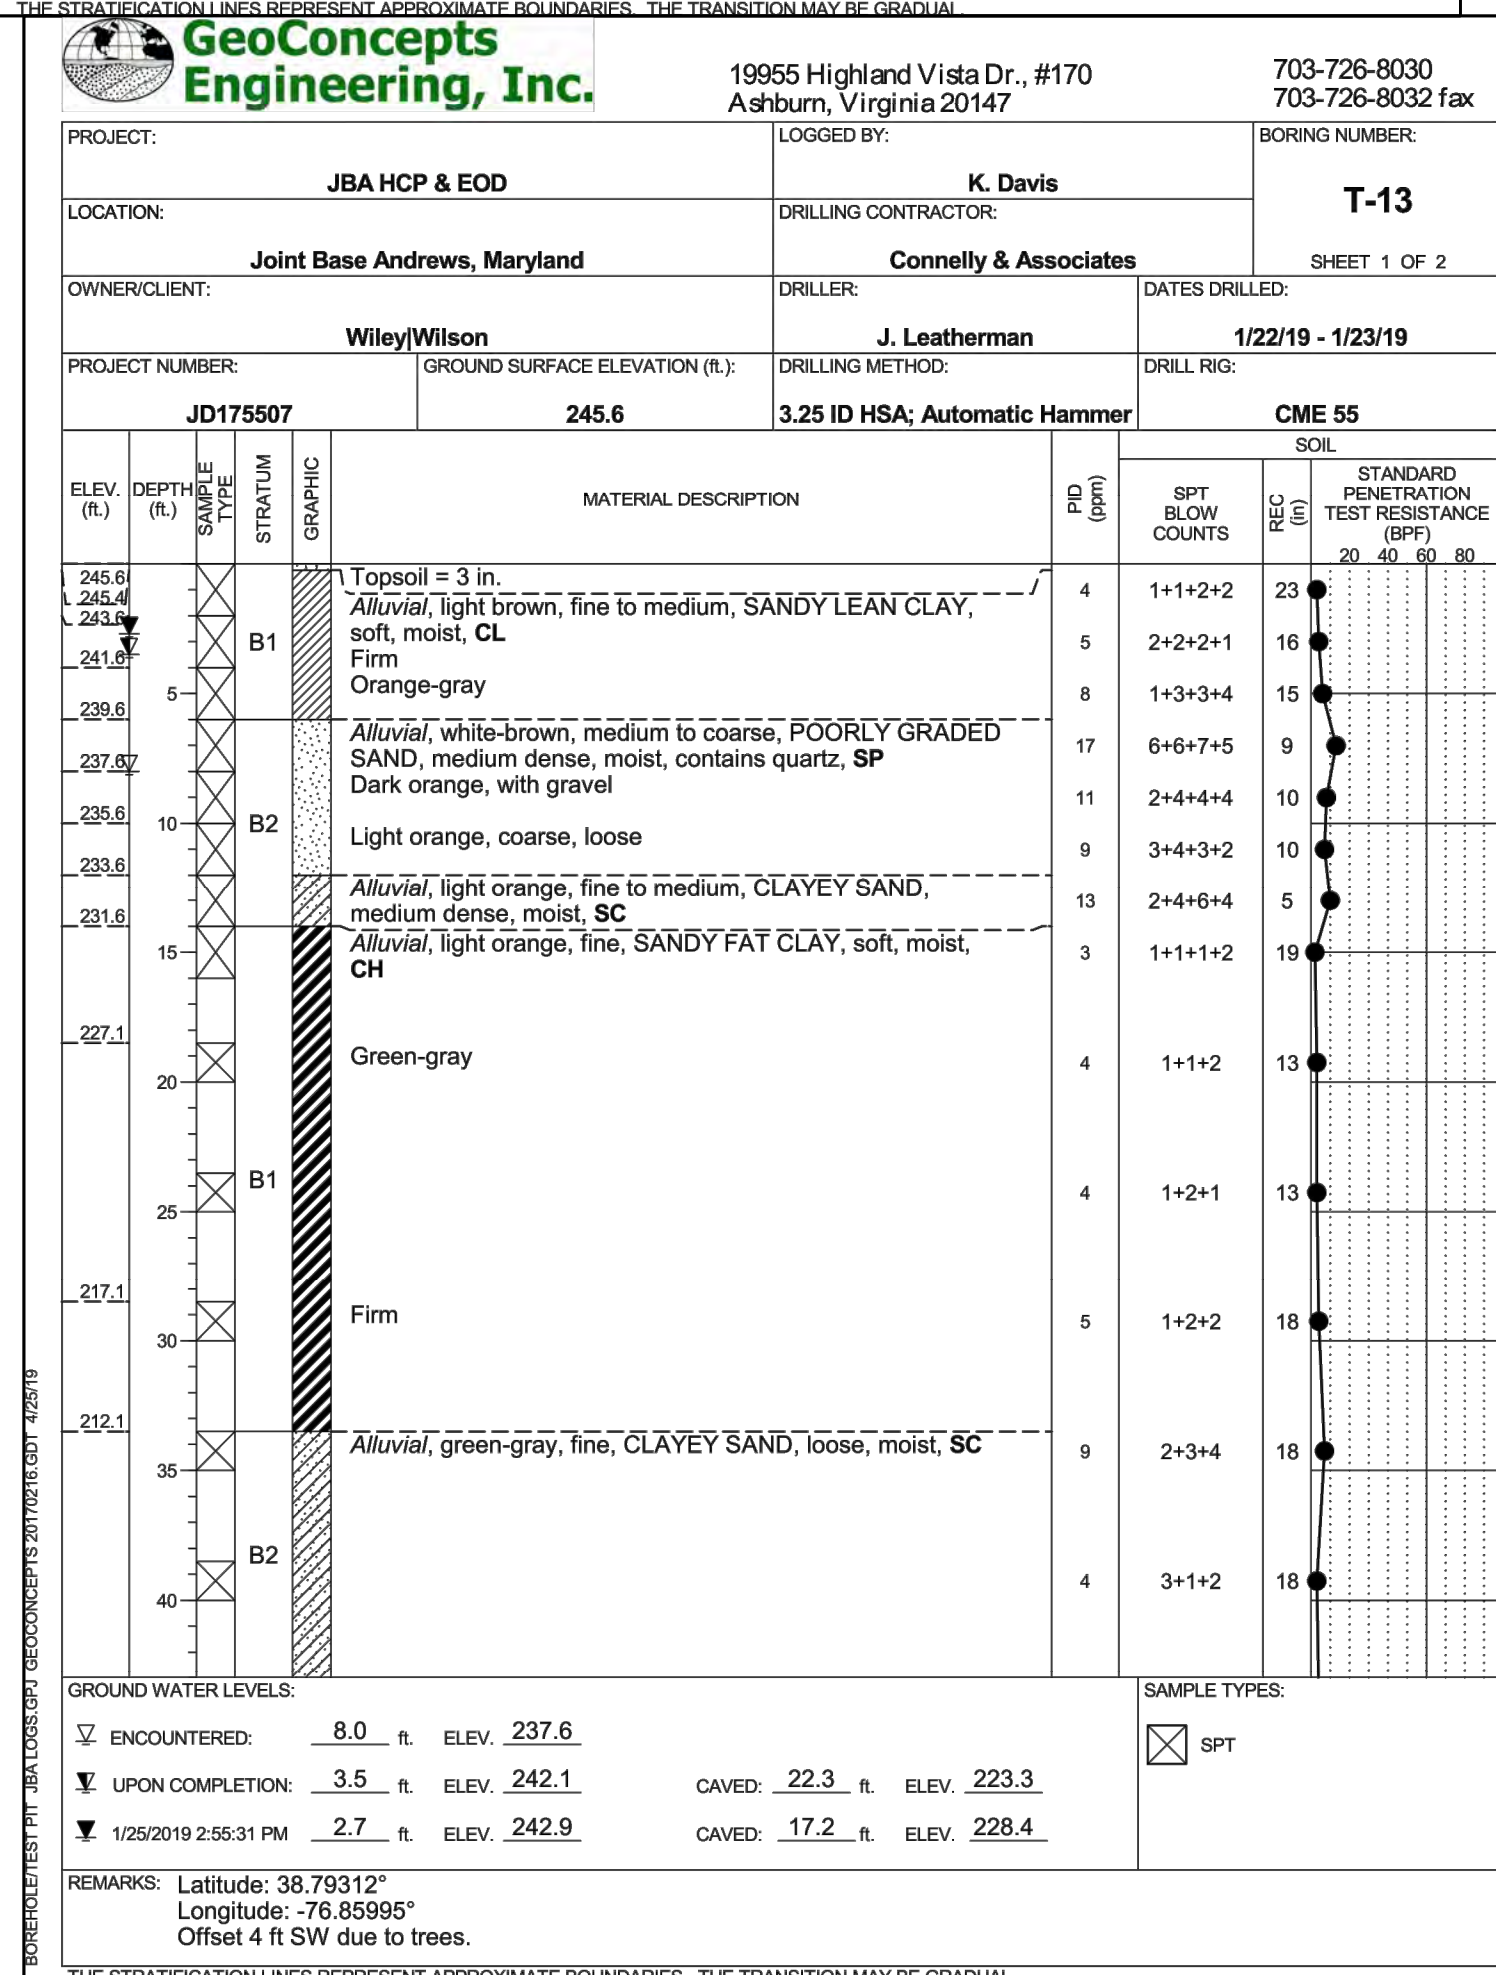 THE STRATIFICATION LINES REPRESENT APPROXIMATE BOUNDARIES. THE TRANSITION MAY BE GRADUAL.
GeoConcepts
Engineering, Inc.
19955 Highland Vista Dr., #170
Ashburn, Virginia 20147
703-726-8030
703-726-8032 fax
PROJECT:
JBA HCP & EOD
LOGGED BY:
K. Davis
BORING NUMBER:
T-13
SHEET 1 OF 2
LOCATION:
Joint Base Andrews, Maryland
DRILLING CONTRACTOR:
Connelly & Associates
OWNER/CLIENT:
Wiley|Wilson
DRILLER:
J. Leatherman
DATES DRILLED:
1/22/19 - 1/23/19
PROJECT NUMBER:
JD175507
GROUND SURFACE ELEVATION (ft.):
245.6
DRILLING METHOD:
3.25 ID HSA; Automatic Hammer
DRILL RIG:
CME 55
ELEV. (ft.)
DEPTH (ft.)
SAMPLE TYPE
STRATUM
GRAPHIC
MATERIAL DESCRIPTION
PID (ppm)
SOIL
SPT BLOW COUNTS
REC (in)
STANDARD PENETRATION TEST RESISTANCE (BPF)
20 40 60 80
245.6 Topsoil = 3 in. 4 1+1+2+2 23
245.4 Alluvial, light brown, fine to medium, SANDY LEAN CLAY,
243.6 soft, moist, CL
B1 5 2+2+2+1 16
241.6 Firm
5 Orange-gray 8 1+3+3+4 15
239.6
Alluvial, white-brown, medium to coarse, POORLY GRADED
17 6+6+7+5 9
237.6 SAND, medium dense, moist, contains quartz, SP
Dark orange, with gravel
11 2+4+4+4 10
235.6
10 B2
Light orange, coarse, loose
9 3+4+3+2 10
233.6
Alluvial, light orange, fine to medium, CLAYEY SAND,
13 2+4+6+4 5
231.6 medium dense, moist, SC
Alluvial, light orange, fine, SANDY FAT CLAY, soft, moist,
15 3 1+1+1+2 19
CH
227.1
Green-gray 4 1+1+2 13
20
B1
4 1+2+1 13
25
217.1
Firm 5 1+2+2 18
30
212.1
Alluvial, green-gray, fine, CLAYEY SAND, loose, moist, SC
9 2+3+4 18
35
B2
4 3+1+2 18
40
GROUND WATER LEVELS:
ENCOUNTERED: 8.0 ft. ELEV. 237.6
UPON COMPLETION: 3.5 ft. ELEV. 242.1 CAVED: 22.3 ft. ELEV. 223.3
1/25/2019 2:55:31 PM 2.7 ft. ELEV. 242.9 CAVED: 17.2 ft. ELEV. 228.4
SAMPLE TYPES:
SPT
REMARKS: Latitude: 38.79312°
Longitude: -76.85995°
Offset 4 ft SW due to trees.
THE STRATIFICATION LINES REPRESENT APPROXIMATE BOUNDARIES. THE TRANSITION MAY BE GRADUAL.
BOREHOLE/TEST PIT JBA LOGS.GPJ GEOCONCEPTS 20170216.GDT 4/25/19